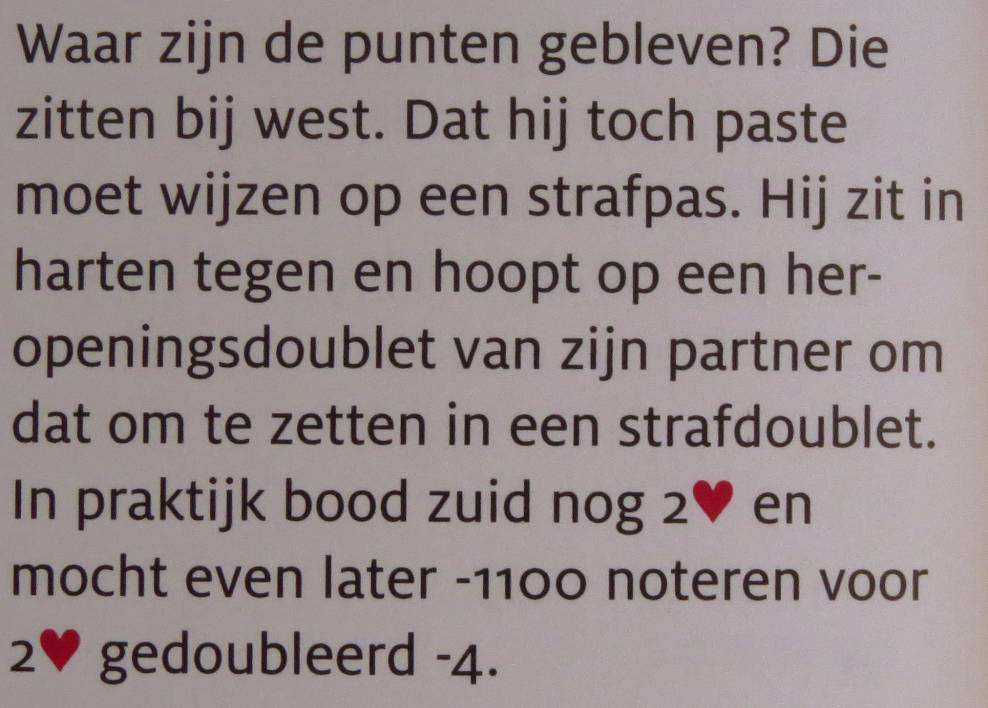 Waar zijn de punten gebleven? Die
zitten bij west. Dat hij toch paste
moet wijzen op een strafpas. Hij zit in
harten tegen en hoopt op een her-
openingsdoublet van zijn partner om
dat om te zetten in een strafdoublet.
In praktijk bood zuid nog 2♥ en
mocht even later -1100 noteren voor
2♥ gedoubleerd -4.